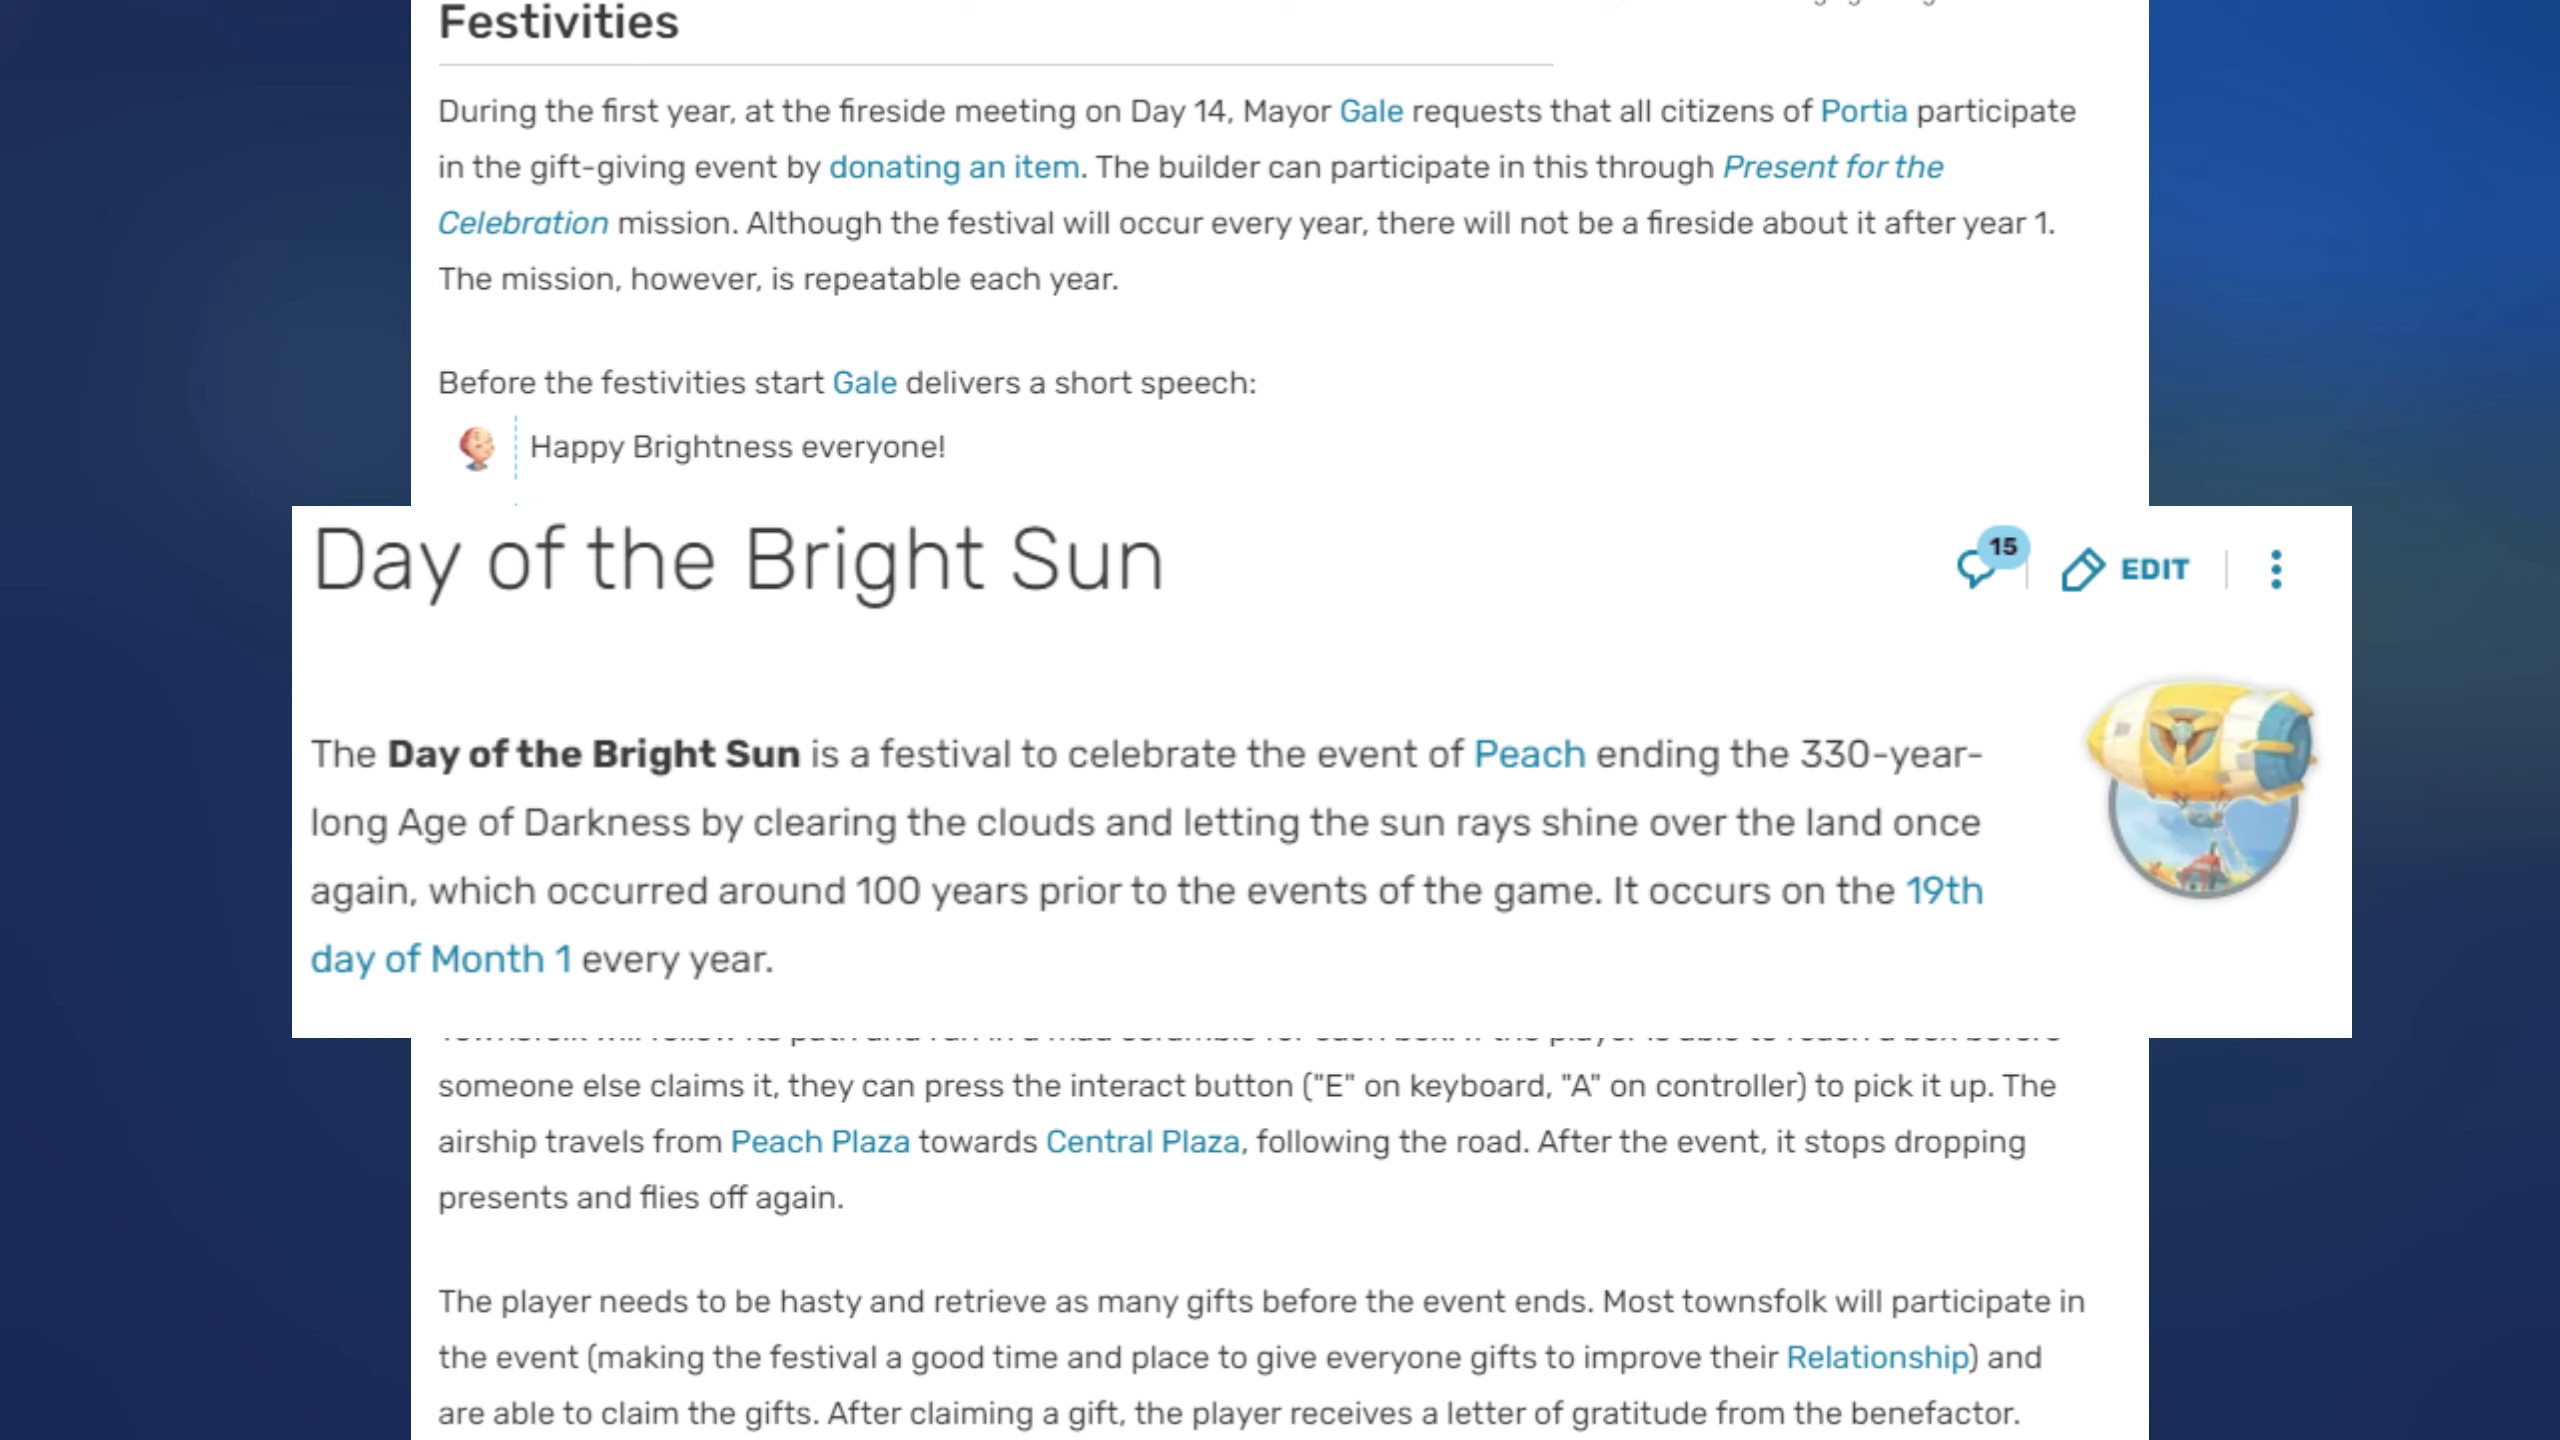 Festivities
During the first year, at the fireside meeting on Day 14, Mayor Gale requests that all citizens of Portia participate
in the gift-giving event by donating an item. The builder can participate in this through Present for the
Celebration mission. Although the festival will occur every year, there will not be a fireside about it after year 1.
The mission, however, is repeatable each year.
Before the festivities start Gale delivers a short speech:
Happy Brightness everyone!
Day of the Bright Sun
15
EDIT
The Day of the Bright Sun is a festival to celebrate the event of Peach ending the 330-year-
long Age of Darkness by clearing the clouds and letting the sun rays shine over the land once
again, which occurred around 100 years prior to the events of the game. It occurs on the 19th
day of Month 1 every year.
someone else claims it, they can press the interact button ("E" on keyboard, "A" on controller) to pick it up. The
airship travels from Peach Plaza towards Central Plaza, following the road. After the event, it stops dropping
presents and flies off again.
The player needs to be hasty and retrieve as many gifts before the event ends. Most townsfolk will participate in
the event (making the festival a good time and place to give everyone gifts to improve their Relationship) and
are able to claim the gifts. After claiming a gift, the player receives a letter of gratitude from the benefactor.